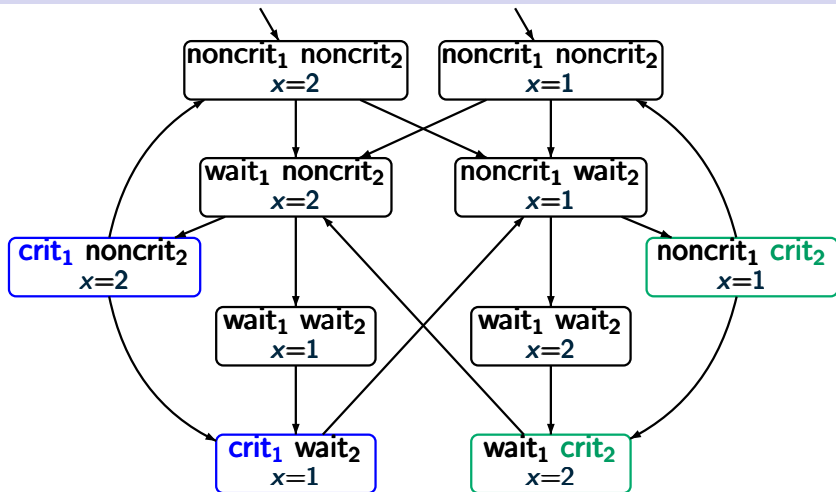 noncrit₁ noncrit₂
x=2
noncrit₁ noncrit₂
x=1
wait₁ noncrit₂
x=2
noncrit₁ wait₂
x=1
crit₁ noncrit₂
x=2
noncrit₁ crit₂
x=1
wait₁ wait₂
x=1
wait₁ wait₂
x=2
crit₁ wait₂
x=1
wait₁ crit₂
x=2